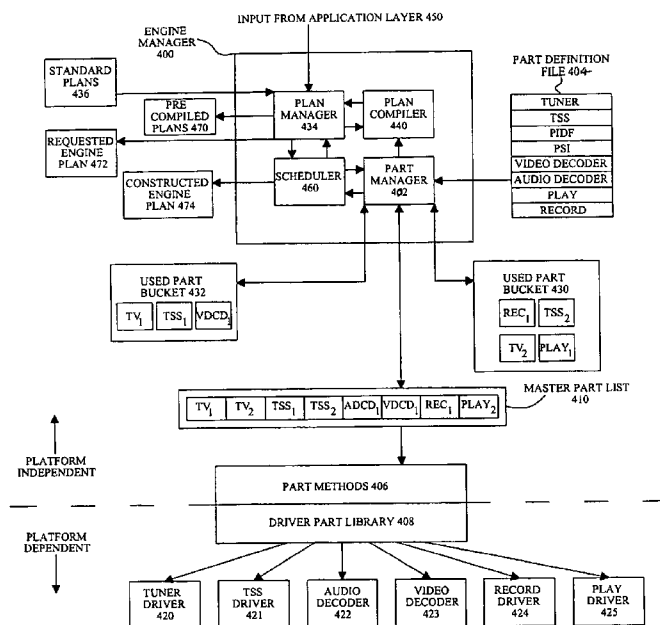 INPUT FROM APPLICATION LAYER 450
ENGINE
MANAGER
400
STANDARD
PLANS
436
PRE
COMPILED
PLANS 470
REQUESTED
ENGINE
PLAN 472
CONSTRUCTED
ENGINE
PLAN 474
PLAN
MANAGER
434
PLAN
COMPILER
440
SCHEDULER
460
PART
MANAGER
402
PART DEFINITION
FILE 404
TUNER
TSS
PIDF
PSI
VIDEO DECODER
AUDIO DECODER
PLAY
RECORD
USED PART
BUCKET 432
TV1 TSS1 VDCD1
USED PART
BUCKET 430
REC1 TSS2
TV2 PLAY1
TV1 TV2 TSS1 TSS2 ADCD1 VDCD1 REC1 PLAY2
MASTER PART LIST
410
PLATFORM
INDEPENDENT
PART METHODS 406
DRIVER PART LIBRARY 408
PLATFORM
DEPENDENT
TUNER
DRIVER
420
TSS
DRIVER
421
AUDIO
DECODER
422
VIDEO
DECODER
423
RECORD
DRIVER
424
PLAY
DRIVER
425